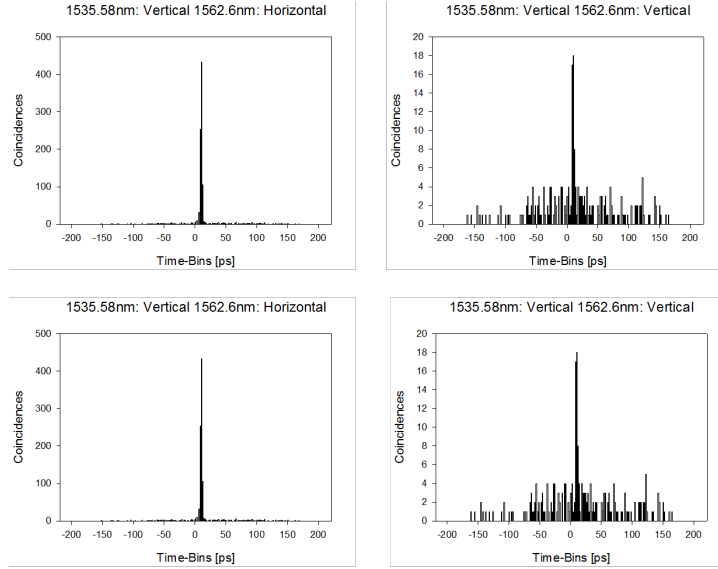 1535.58nm: Vertical 1562.6nm: Horizontal
500
400
300
200
100
0
Coincidences
-200 -150 -100 -50 0 50 100 150 200
Time-Bins [ps]
1535.58nm: Vertical 1562.6nm: Vertical
20
18
16
14
12
10
8
6
4
2
0
Coincidences
-200 -150 -100 -50 0 50 100 150 200
Time-Bins [ps]
1535.58nm: Vertical 1562.6nm: Horizontal
500
400
300
200
100
0
Coincidences
-200 -150 -100 -50 0 50 100 150 200
Time-Bins [ps]
1535.58nm: Vertical 1562.6nm: Vertical
20
18
16
14
12
10
8
6
4
2
0
Coincidences
-200 -150 -100 -50 0 50 100 150 200
Time-Bins [ps]